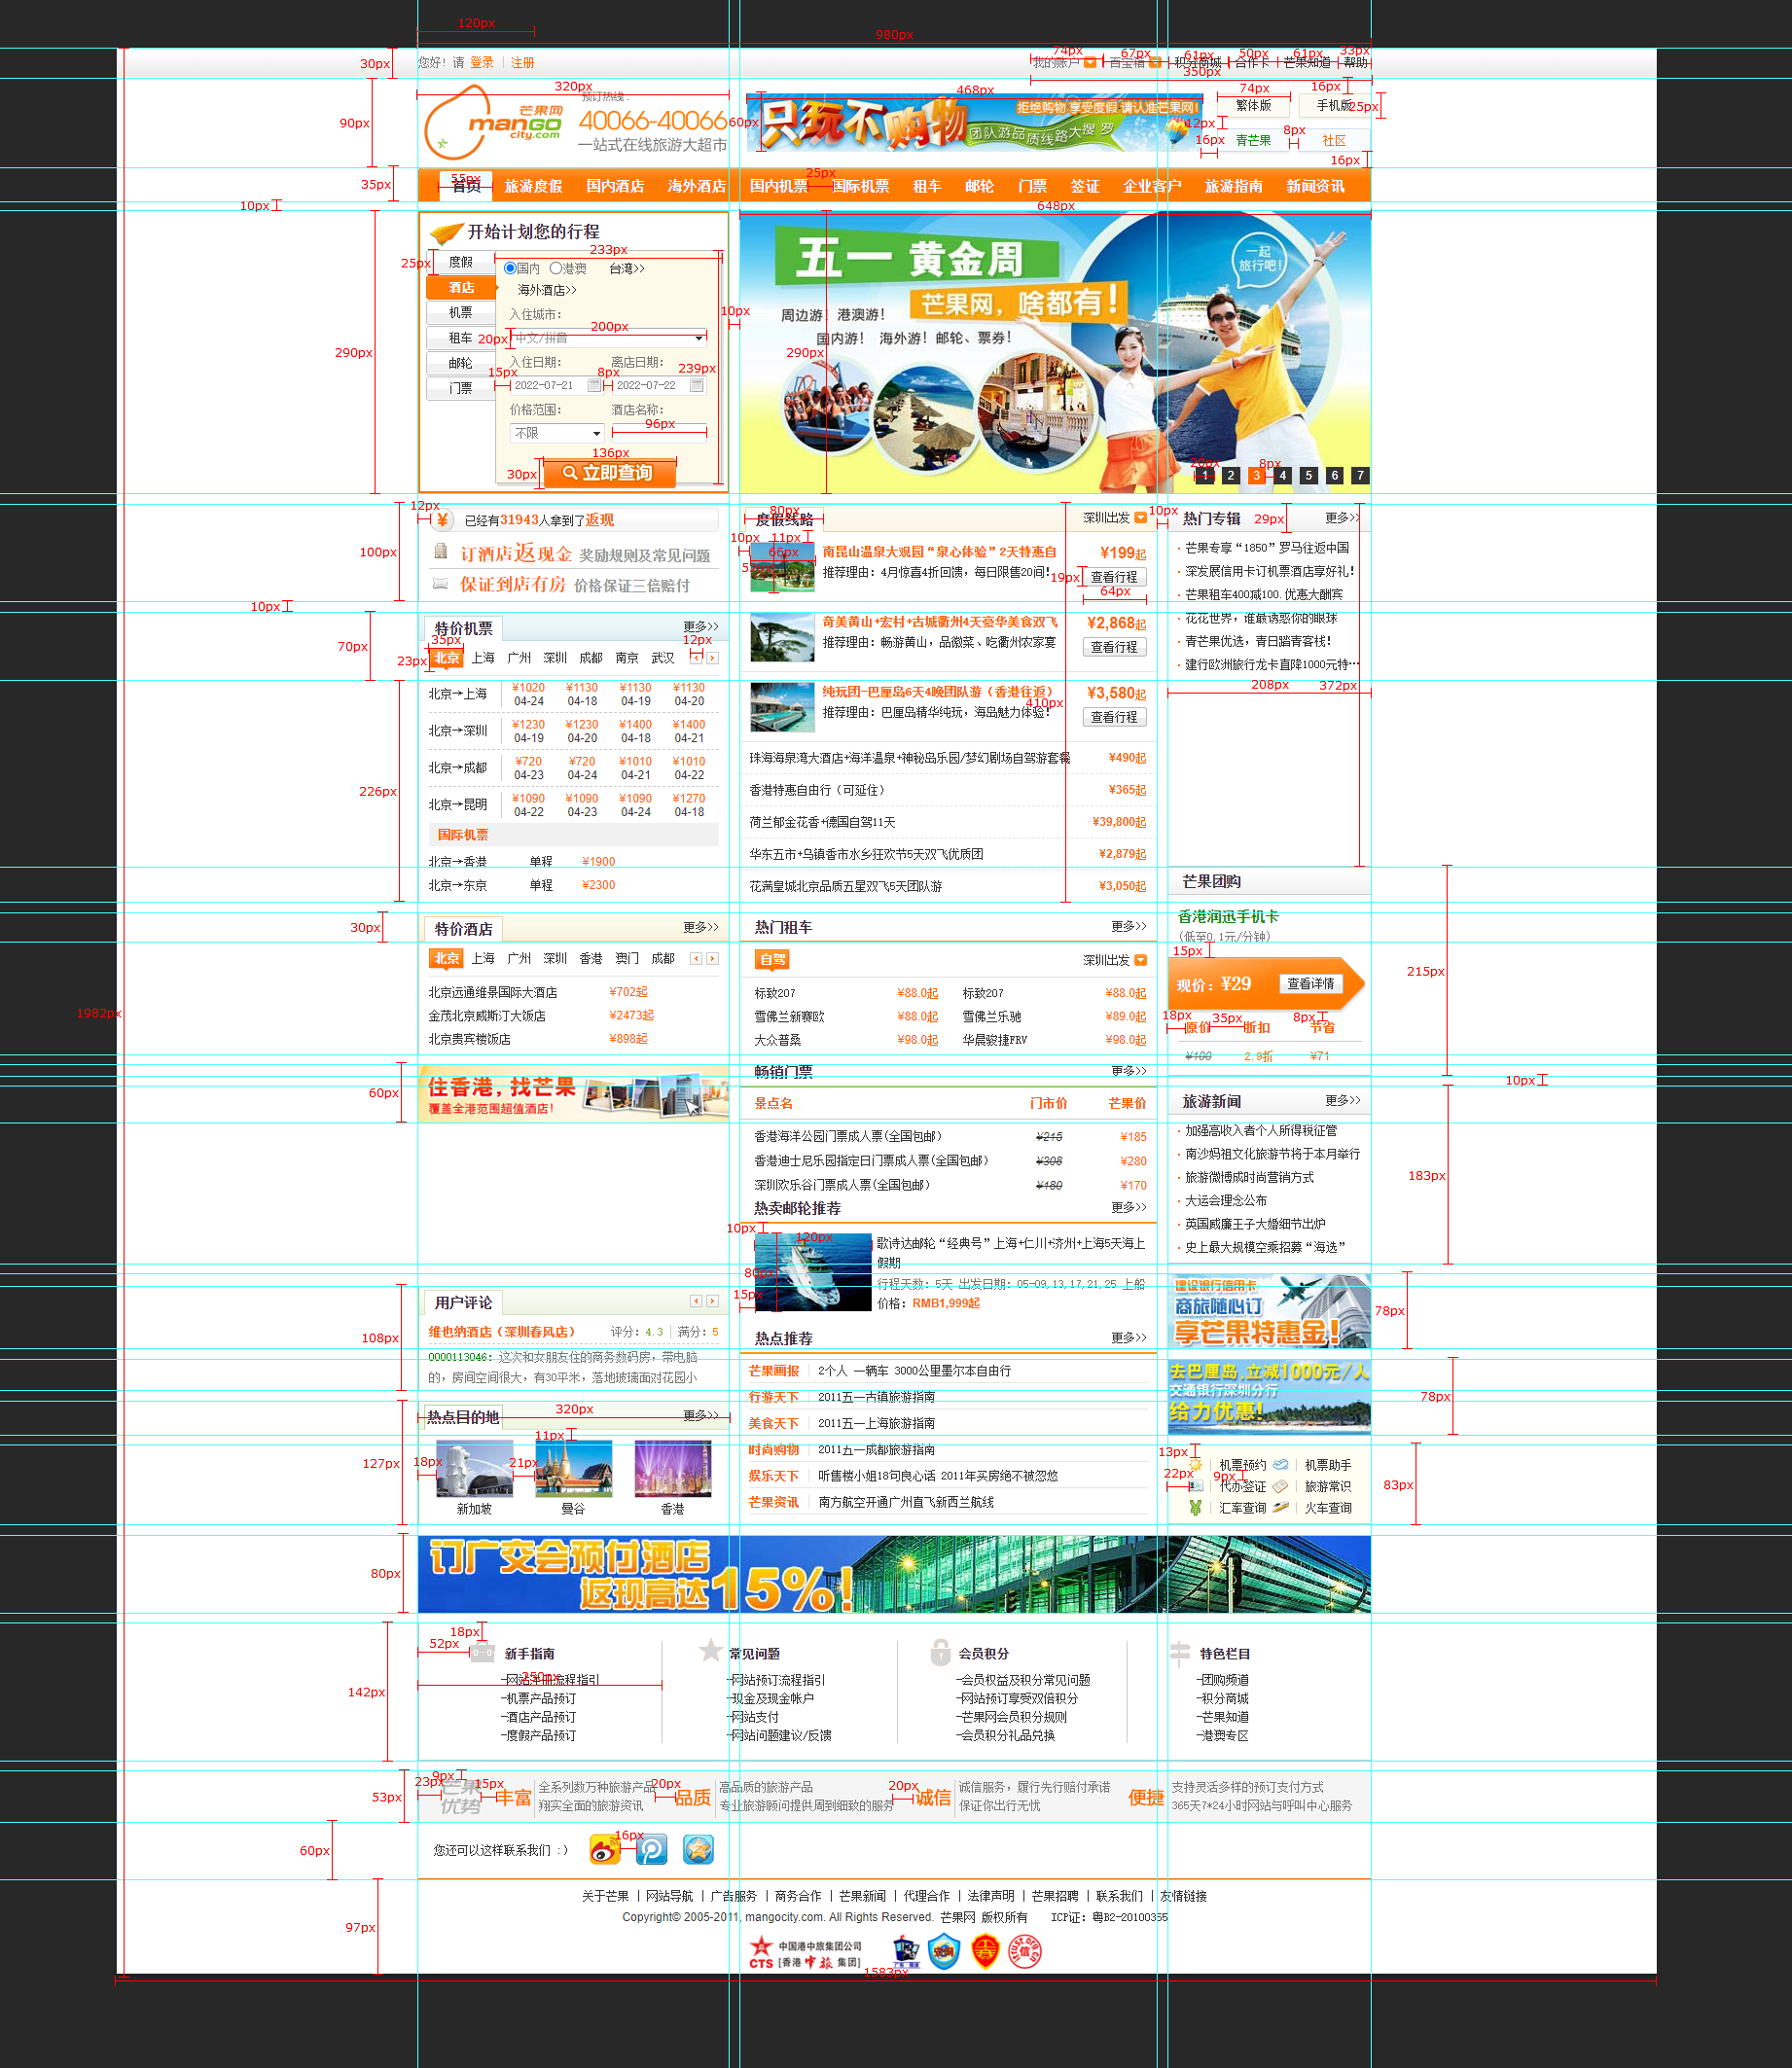 120px
980px
您好! 请 登录 | 注册
30px
74px 67px 61px 50px 61px 33px
我的账户 百宝箱 积分商城 合作卡 芒果知道 帮助
350px
320px
预订热线:
芒果网
mango
city.com
40066-40066
一站式在线旅游大超市
90px
468px
60px
只玩不购物
拒绝购物,享受度假,请认准芒果网!
团队游品质线路大搜罗
74px 16px
繁体版 手机版
25px
12px
16px 8px
青芒果 社区
16px
35px
55px
25px
首页 旅游度假 国内酒店 海外酒店 国内机票 国际机票 租车 邮轮 门票 签证 企业客户 旅游指南 新闻资讯
10px
648px
开始计划您的行程
233px
25px
度假
酒店
机票
租车
邮轮
门票
国内 港澳 台湾>>
海外酒店>>
入住城市:
200px
20px
中文/拼音
入住日期: 离店日期:
239px
15px 8px
2022-07-21 2022-07-22
价格范围: 酒店名称:
不限
96px
136px
30px
立即查询
290px
10px
五一 黄金周
芒果网,啥都有!
一起
旅行吧!
周边游! 港澳游!
国内游! 海外游! 邮轮、票券!
290px
20px 8px
1 2 3 4 5 6 7
12px
¥ 已经有31943人拿到了返现
100px
订酒店返现金 奖励规则及常见问题
保证到店有房 价格保证三倍赔付
10px
80px
度假线路 深圳出发
10px
10px 11px
66px
南昆山温泉大观园“泉心体验”2天特惠自
¥199起
推荐理由: 4月惊喜4折回馈, 每日限售20间!
19px
查看行程
64px
奇美黄山+宏村+古城衢州4天豪华美食双飞
¥2,868起
推荐理由: 畅游黄山, 品徽菜、吃衢州农家宴
查看行程
纯玩团-巴厘岛6天4晚团队游（香港往返）
¥3,580起
410px
推荐理由: 巴厘岛精华纯玩, 海岛魅力体验!
查看行程
珠海海泉湾大酒店+海洋温泉+神秘岛乐园/梦幻剧场自驾游套餐 ¥490起
香港特惠自由行（可延住） ¥365起
荷兰郁金花香+德国自驾11天 ¥39,800起
华东五市+乌镇香市水乡狂欢节5天双飞优质团 ¥2,879起
花满皇城北京品质五星双飞5天团队游 ¥3,050起
热门专辑 29px 更多>>
芒果专享“1850”罗马往返中国
深发展信用卡订机票酒店享好礼!
芒果租车400减100.优惠大酬宾
花花世界, 谁最诱惑你的眼球
青芒果优选, 青日踏青客栈!
建行欧洲旅行龙卡直降1000元特…
208px 372px
特价机票 更多>>
70px
35px 12px
23px
北京 上海 广州 深圳 成都 南京 武汉
北京→上海 ¥1020 ¥1130 ¥1130 ¥1130
04-24 04-18 04-19 04-20
北京→深圳 ¥1230 ¥1230 ¥1400 ¥1400
04-19 04-20 04-18 04-21
北京→成都 ¥720 ¥720 ¥1010 ¥1010
04-23 04-24 04-21 04-22
226px
北京→昆明 ¥1090 ¥1090 ¥1090 ¥1270
04-22 04-23 04-24 04-18
国际机票
北京→香港 单程 ¥1900
北京→东京 单程 ¥2300
芒果团购
香港润迅手机卡
(低至0.1元/分钟)
15px
215px
现价: ¥29 查看详情
18px 35px 8px
原价 折扣 节省
¥100 2.9折 ¥71
30px
特价酒店 更多>>
北京 上海 广州 深圳 香港 澳门 成都
北京远通维景国际大酒店 ¥702起
金茂北京威斯汀大饭店 ¥2473起
北京贵宾楼饭店 ¥898起
1982px
热门租车 更多>>
自驾 深圳出发
标致207 ¥88.0起 标致207 ¥88.0起
雪佛兰新赛欧 ¥88.0起 雪佛兰乐驰 ¥89.0起
大众普桑 ¥98.0起 华晨骏捷FRV ¥98.0起
60px
住香港, 找芒果
覆盖全港范围超值酒店!
畅销门票 更多>>
景点名 门市价 芒果价
香港海洋公园门票成人票(全国包邮) ¥215 ¥185
香港迪士尼乐园指定日门票成人票(全国包邮) ¥308 ¥280
深圳欢乐谷门票成人票(全国包邮) ¥180 ¥170
10px
旅游新闻 更多>>
加强高收入者个人所得税征管
南沙妈祖文化旅游节将于本月举行
旅游微博成时尚营销方式
183px
大运会理念公布
英国威廉王子大婚细节出炉
史上最大规模空乘招募“海选”
热卖邮轮推荐 更多>>
10px
120px
歌诗达邮轮“经典号”上海+仁川+济州+上海5天海上
假期
80px
行程天数: 5天 出发日期: 05-09,13,17,21,25 上船
15px
价格: RMB1,999起
建设银行信用卡
商旅随心订
享芒果特惠金!
78px
用户评论
108px
维也纳酒店（深圳春风店） 评分: 4.3 | 满分: 5
0000113046: 这次和女朋友住的商务数码房, 带电脑
的, 房间空间很大, 有30平米, 落地玻璃面对花园小
热点推荐 更多>>
芒果画报 2个人 一辆车 3000公里墨尔本自由行
行游天下 2011五一古镇旅游指南
美食天下 2011五一上海旅游指南
时尚购物 2011五一成都旅游指南
娱乐天下 听售楼小姐18句良心话 2011年买房绝不被忽悠
芒果资讯 南方航空开通广州直飞新西兰航线
去巴厘岛,立减1000元/人
交通银行深圳分行
给力优惠!
78px
320px
热点目的地 更多>>
11px
127px
18px 21px
新加坡 曼谷 香港
13px
22px 9px
机票预约 机票助手
代办签证 旅游常识
汇率查询 火车查询
83px
80px
订广交会预付酒店
返现高达15%!
18px
52px
142px
新手指南
250px
-网站注册流程指引
-机票产品预订
-酒店产品预订
-度假产品预订
常见问题
-网站预订流程指引
-现金及现金帐户
-网站支付
-网站问题建议/反馈
会员积分
-会员权益及积分常见问题
-网站预订享受双倍积分
-芒果网会员积分规则
-会员积分礼品兑换
特色栏目
-团购频道
-积分商城
-芒果知道
-港澳专区
9px
23px 15px 20px 20px
53px
芒果
优势
丰富 全系列数万种旅游产品
翔实全面的旅游资讯
品质 高品质的旅游产品
专业旅游顾问提供周到细致的服务
诚信 诚信服务, 履行先行赔付承诺
保证你出行无忧
便捷 支持灵活多样的预订支付方式
365天7*24小时网站与呼叫中心服务
60px
您还可以这样联系我们 :)
16px
97px
关于芒果 | 网站导航 | 广告服务 | 商务合作 | 芒果新闻 | 代理合作 | 法律声明 | 芒果招聘 | 联系我们 | 友情链接
Copyright© 2005-2011, mangocity.com. All Rights Reserved. 芒果网 版权所有 ICP证: 粤B2-20100355
CTS 中国港中旅集团公司
[香港中旅集团]
1583px